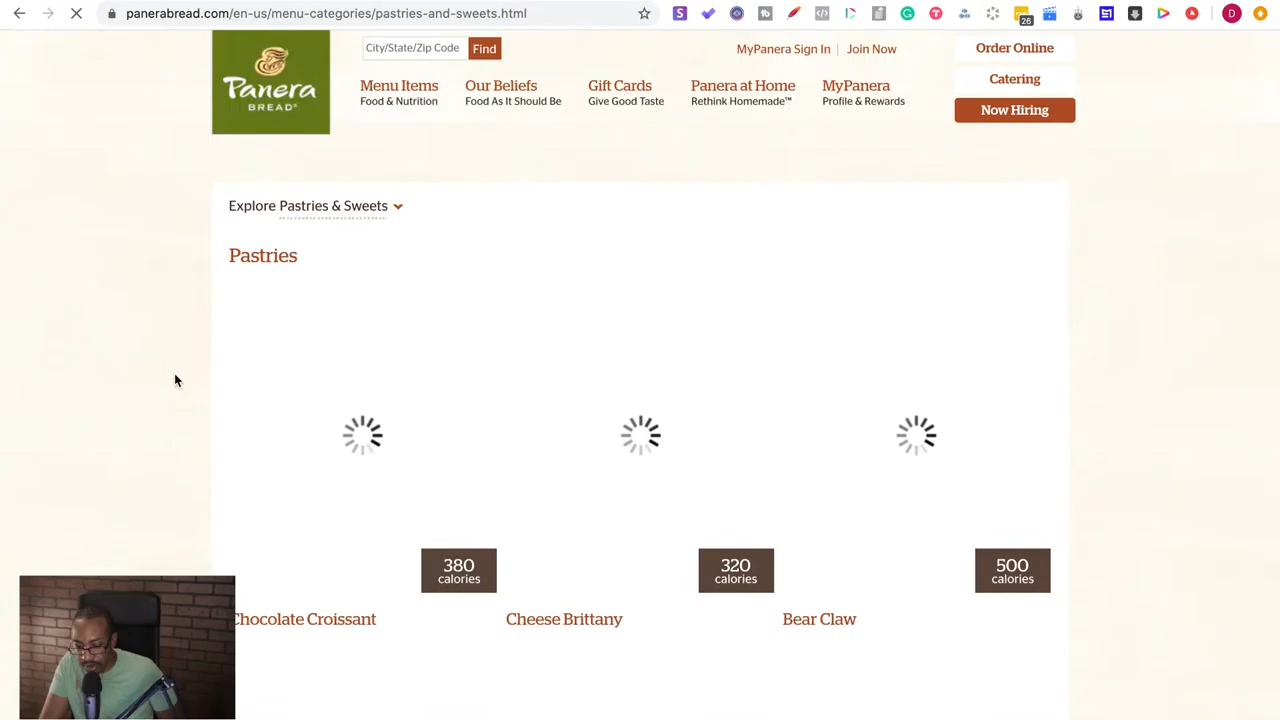 panerabread.com/en-us/menu-categories/pastries-and-sweets.html
26
D
Panera
BREAD®
City/State/Zip Code
Find
MyPanera Sign In
Join Now
Order Online
Catering
Now Hiring
Menu Items
Food & Nutrition
Our Beliefs
Food As It Should Be
Gift Cards
Give Good Taste
Panera at Home
Rethink Homemade™
MyPanera
Profile & Rewards
Explore Pastries & Sweets
Pastries
380
calories
Chocolate Croissant
320
calories
Cheese Brittany
500
calories
Bear Claw